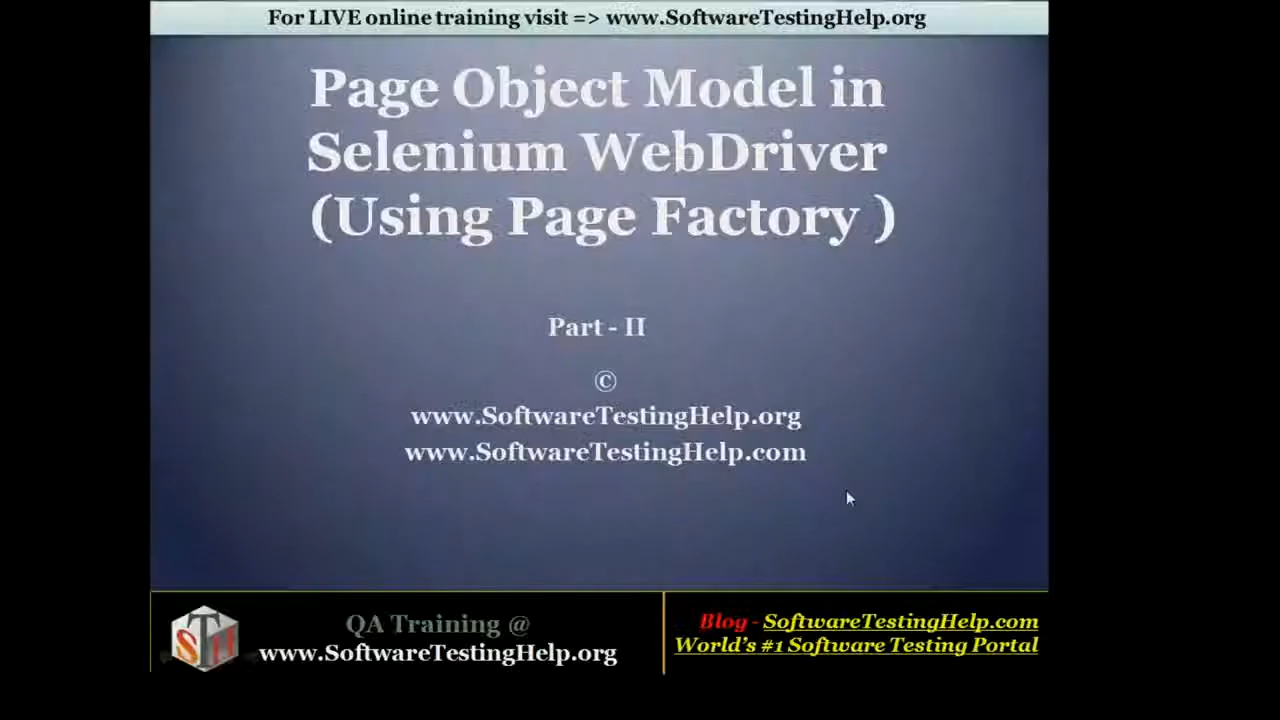 For LIVE online training visit => www.SoftwareTestingHelp.org
Page Object Model in
Selenium WebDriver
(Using Page Factory )
Part - II
©
www.SoftwareTestingHelp.org
www.SoftwareTestingHelp.com
STH
QA Training @
www.SoftwareTestingHelp.org
Blog - SoftwareTestingHelp.com
World's #1 Software Testing Portal